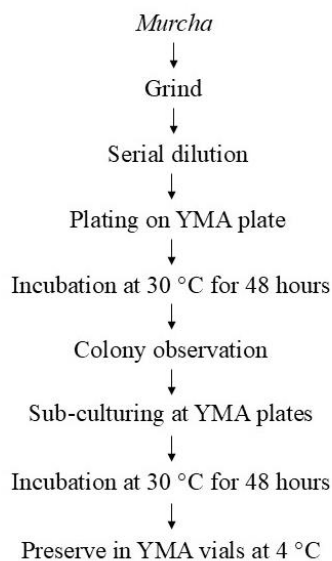 Murcha
Grind
Serial dilution
Plating on YMA plate
Incubation at 30 °C for 48 hours
Colony observation
Sub-culturing at YMA plates
Incubation at 30 °C for 48 hours
Preserve in YMA vials at 4 °C